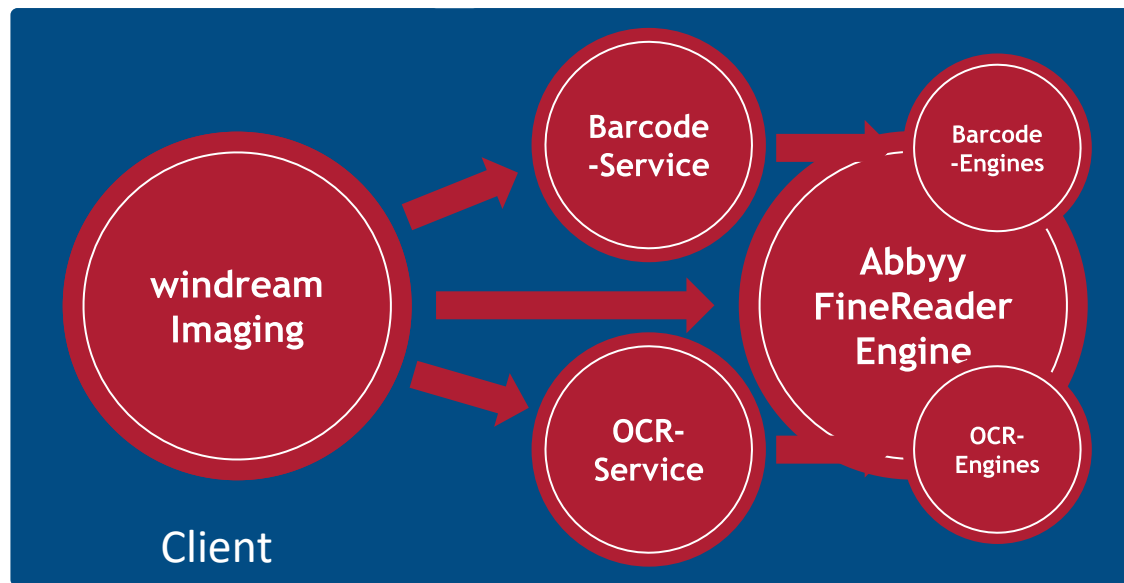 windream
Imaging
Barcode
-Service
OCR-
Service
Barcode
-Engines
Abbyy
FineReader
Engine
OCR-
Engines
Client